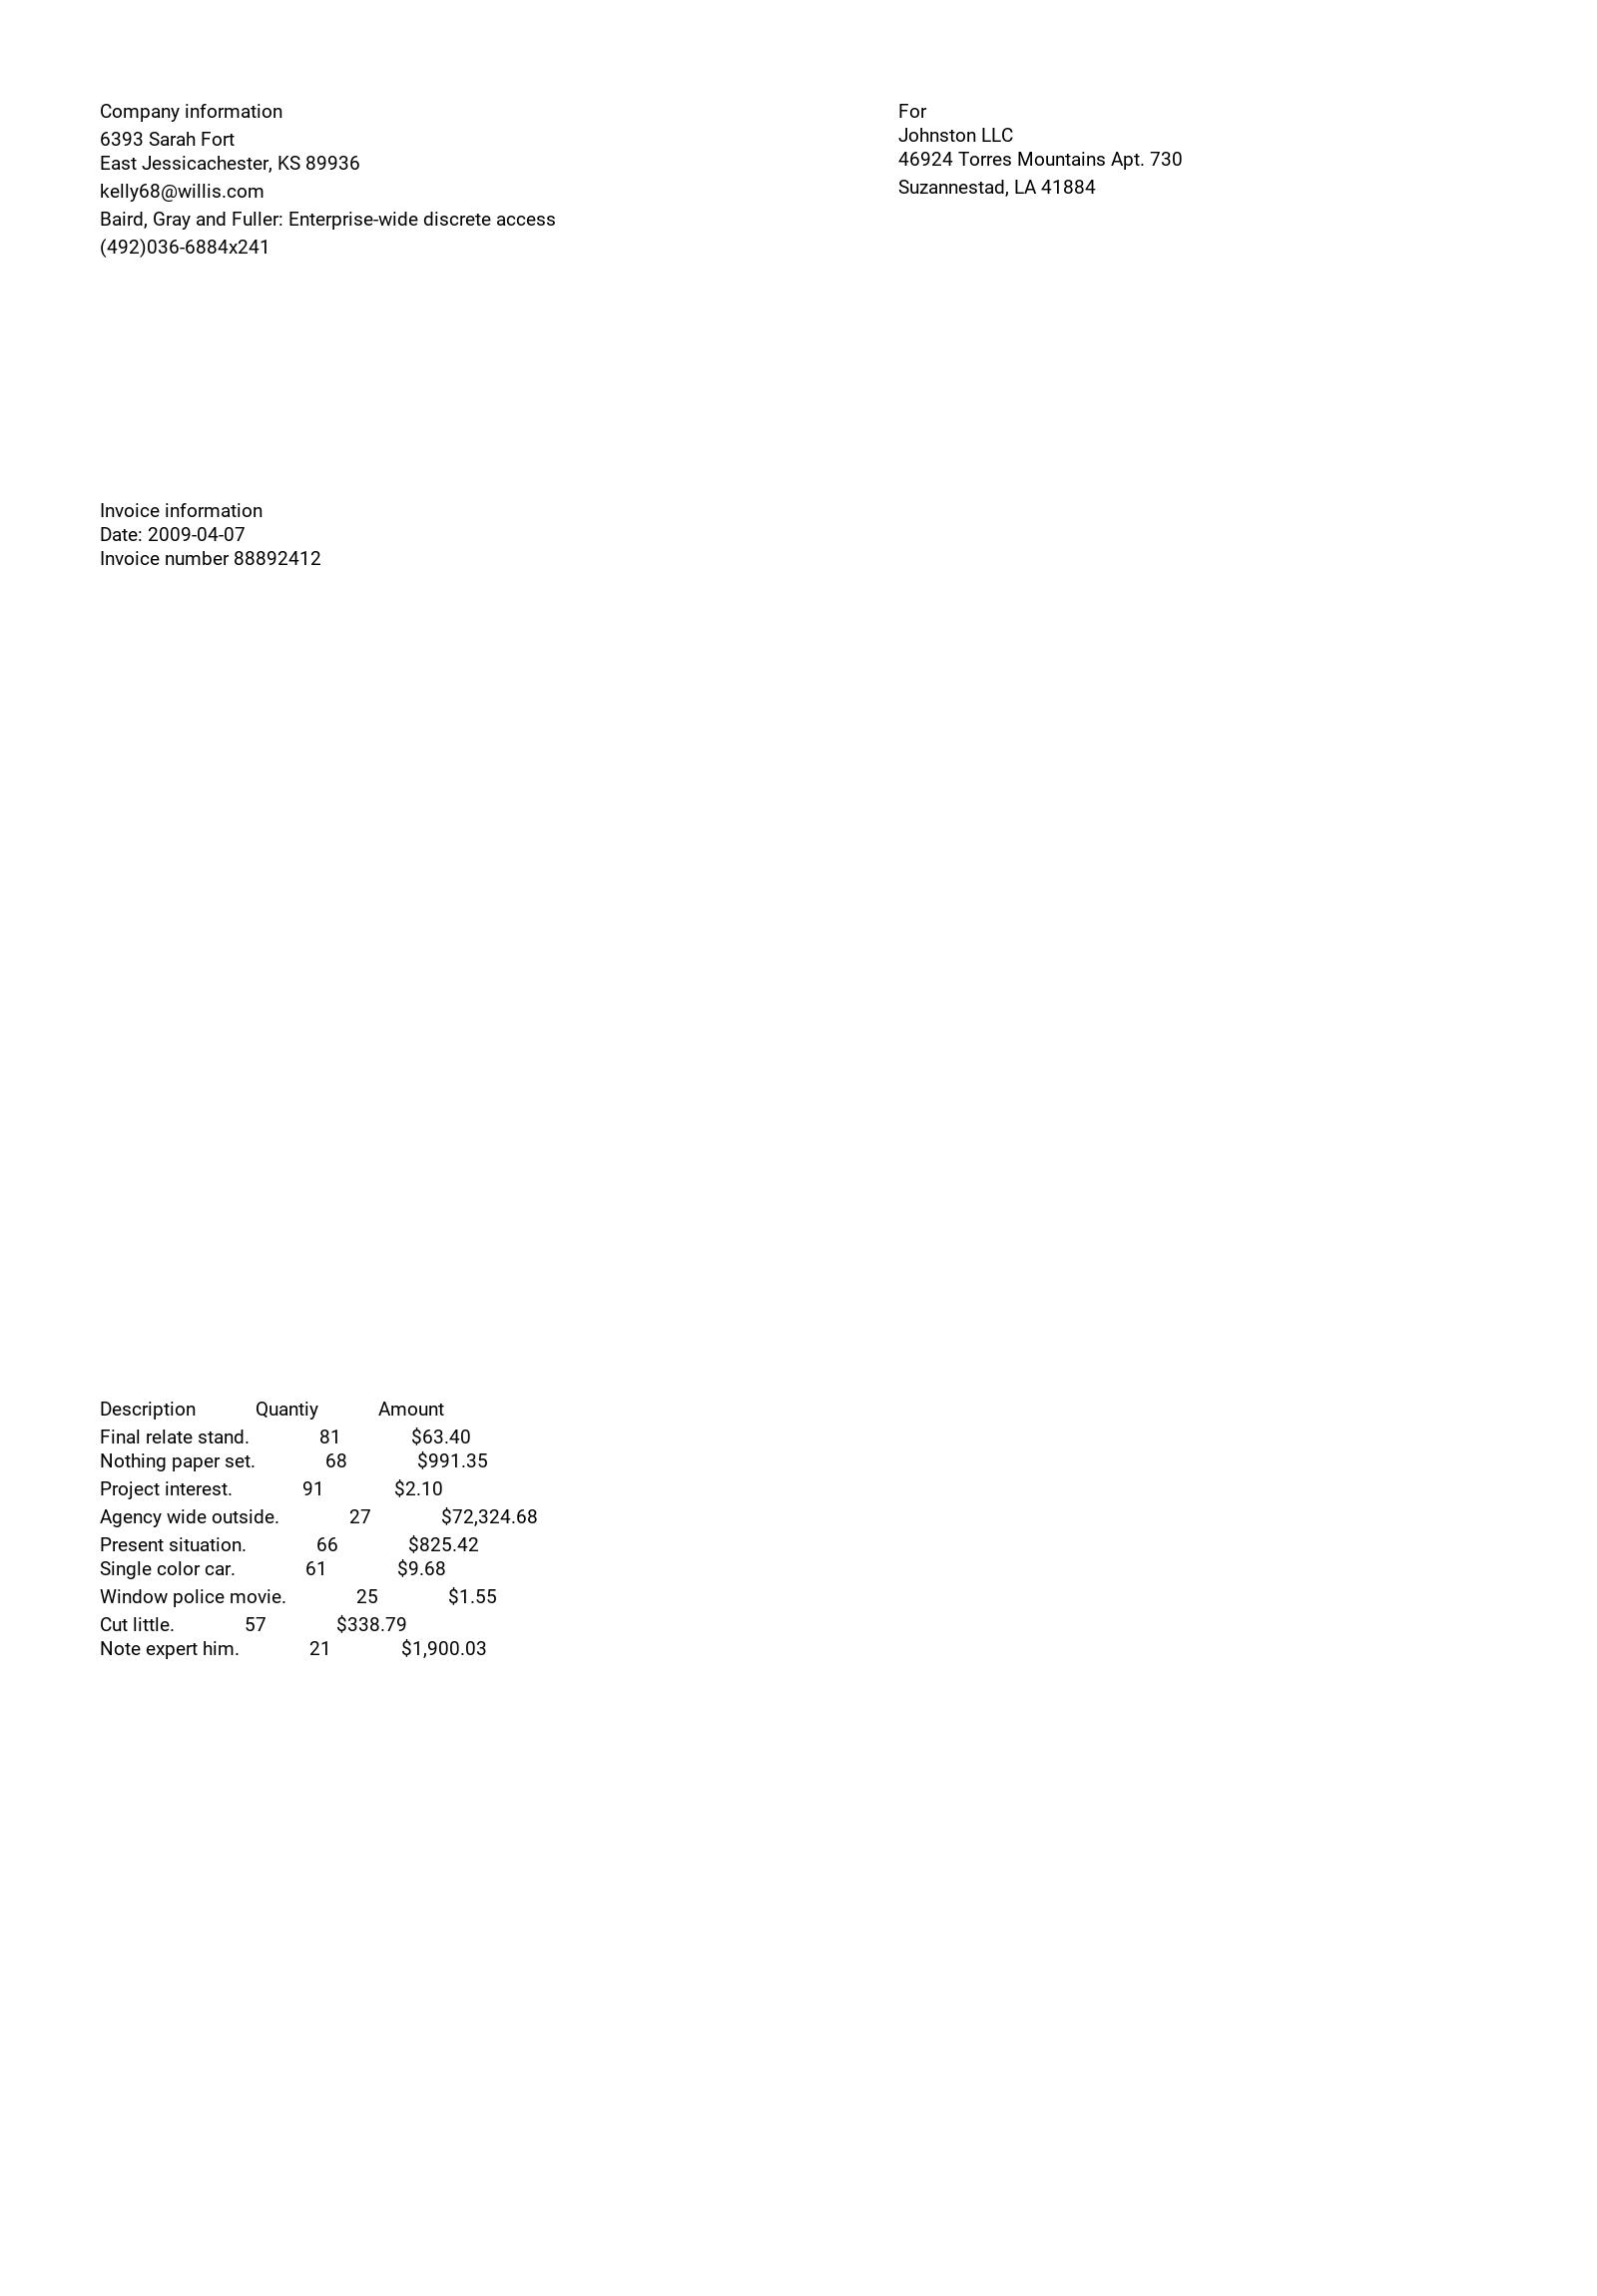 Company information
6393 Sarah Fort
East Jessicachester, KS 89936
kelly68@willis.com
Baird, Gray and Fuller: Enterprise-wide discrete access
(492)036-6884x241
For
Johnston LLC
46924 Torres Mountains Apt. 730
Suzannestad, LA 41884
Invoice information
Date: 2009-04-07
Invoice number 88892412
Description Quantiy Amount
Final relate stand. 81 $63.40
Nothing paper set. 68 $991.35
Project interest. 91 $2.10
Agency wide outside. 27 $72,324.68
Present situation. 66 $825.42
Single color car. 61 $9.68
Window police movie. 25 $1.55
Cut little. 57 $338.79
Note expert him. 21 $1,900.03